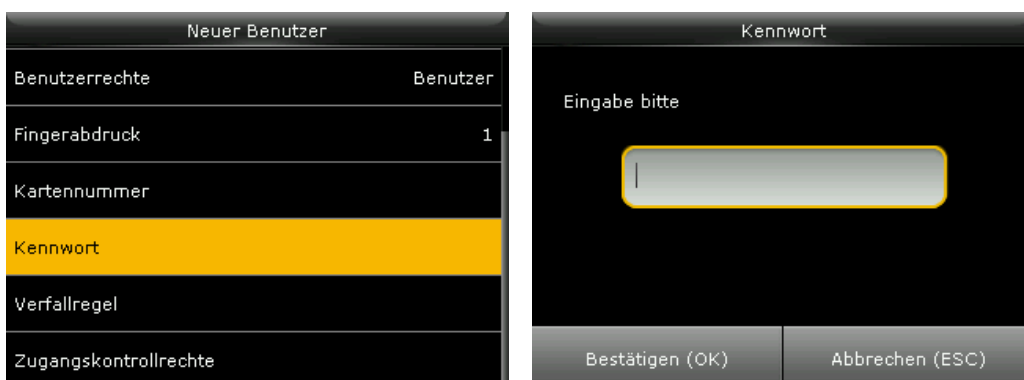 Neuer Benutzer
Benutzerrechte Benutzer
Fingerabdruck 1
Kartennummer
Kennwort
Verfallregel
Zugangskontrollrechte
Kennwort
Eingabe bitte
Bestätigen (OK) Abbrechen (ESC)